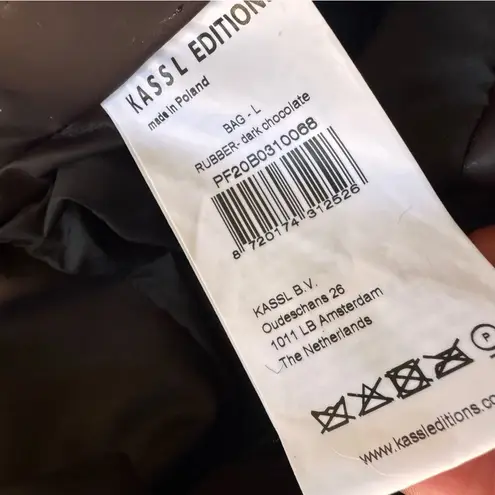 KASSL EDITIONS
made in Poland
BAG - L
RUBBER- dark chocolate
PF20B0310068
8 720174 312526
KASSL B.V.
Oudeschans 26
1011 LB Amsterdam
The Netherlands
P
www.kassleditions.co